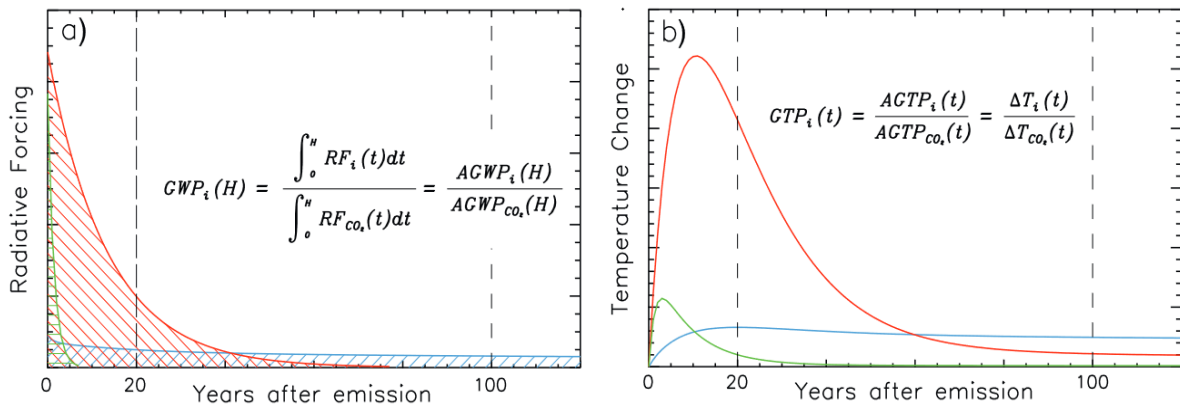 a)
Radiative Forcing
GWP_i(H) = ∫_0^H RF_i(t)dt / ∫_0^H RF_CO₂(t)dt = AGWP_i(H) / AGWP_CO₂(H)
0 20 100
Years after emission
b)
Temperature Change
GTP_i(t) = AGTP_i(t) / AGTP_CO₂(t) = ΔT_i(t) / ΔT_CO₂(t)
0 20 100
Years after emission